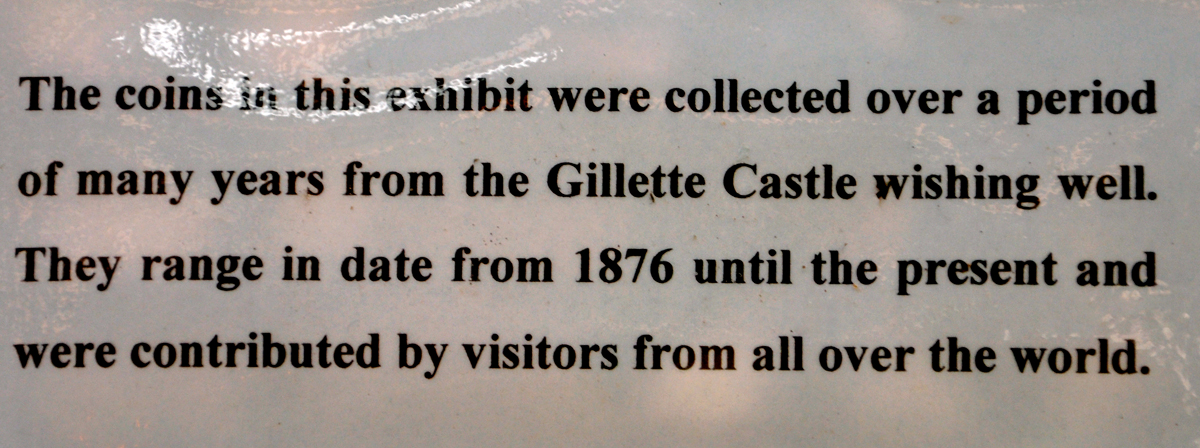 The coins in this exhibit were collected over a period
of many years from the Gillette Castle wishing well.
They range in date from 1876 until the present and
were contributed by visitors from all over the world.